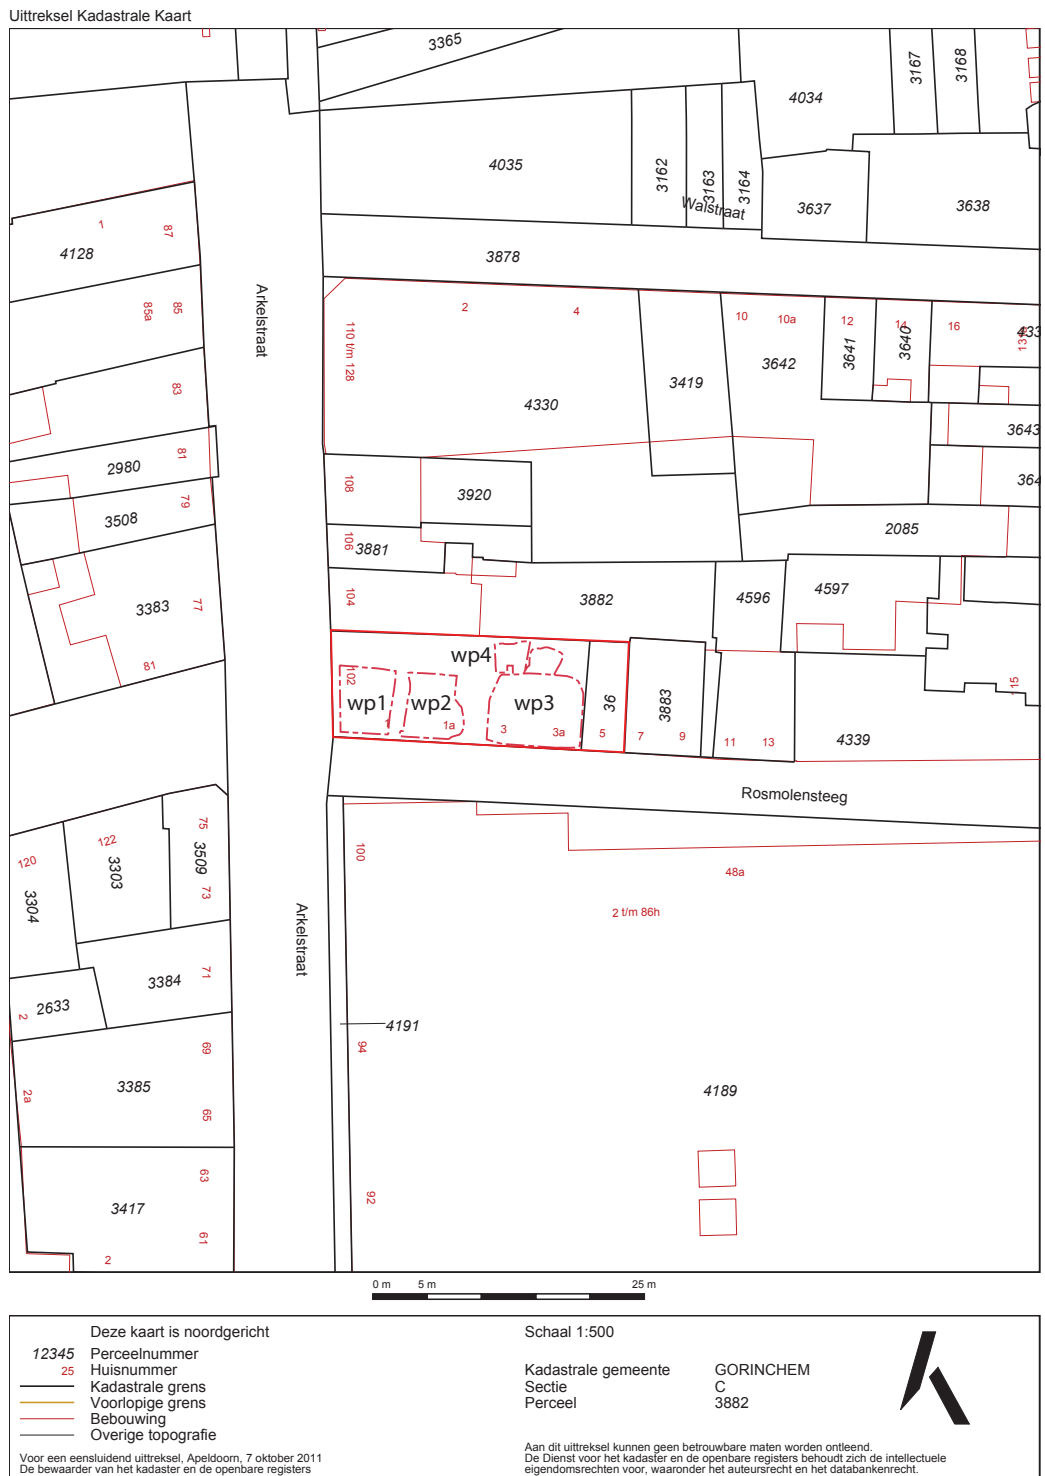 Uittreksel Kadastrale Kaart
3365
3167
3168
4034
4035
3162
3163
3164
Walstraat
3637
3638
1
87
4128
3878
85a
85
Arkelstraat
2
4
110 t/m 128
10
10a
12
14
16
3641
3640
3642
3419
4330
83
3643
2980
81
79
3508
108
3920
106
3881
2085
104
3882
4596
4597
3383
77
81
wp4
102
wp1
wp2
wp3
1
1a
3
3a
36
5
3883
7
9
11
13
15
4339
Rosmolensteeg
75
122
120
3303
3509
3304
73
100
48a
2 t/m 86h
Arkelstraat
71
3384
2633
2
4191
69
94
3385
2a
65
4189
63
92
3417
61
2
0 m 5 m 25 m
Deze kaart is noordgericht
12345 Perceelnummer
25 Huisnummer
Kadastrale grens
Voorlopige grens
Bebouwing
Overige topografie
Voor een eensluidend uittreksel, Apeldoorn, 7 oktober 2011
De bewaarder van het kadaster en de openbare registers
Schaal 1:500
Kadastrale gemeente GORINCHEM
Sectie C
Perceel 3882
Aan dit uittreksel kunnen geen betrouwbare maten worden ontleend.
De Dienst voor het kadaster en de openbare registers behoudt zich de intellectuele
eigendomsrechten voor, waaronder het auteursrecht en het databankenrecht.